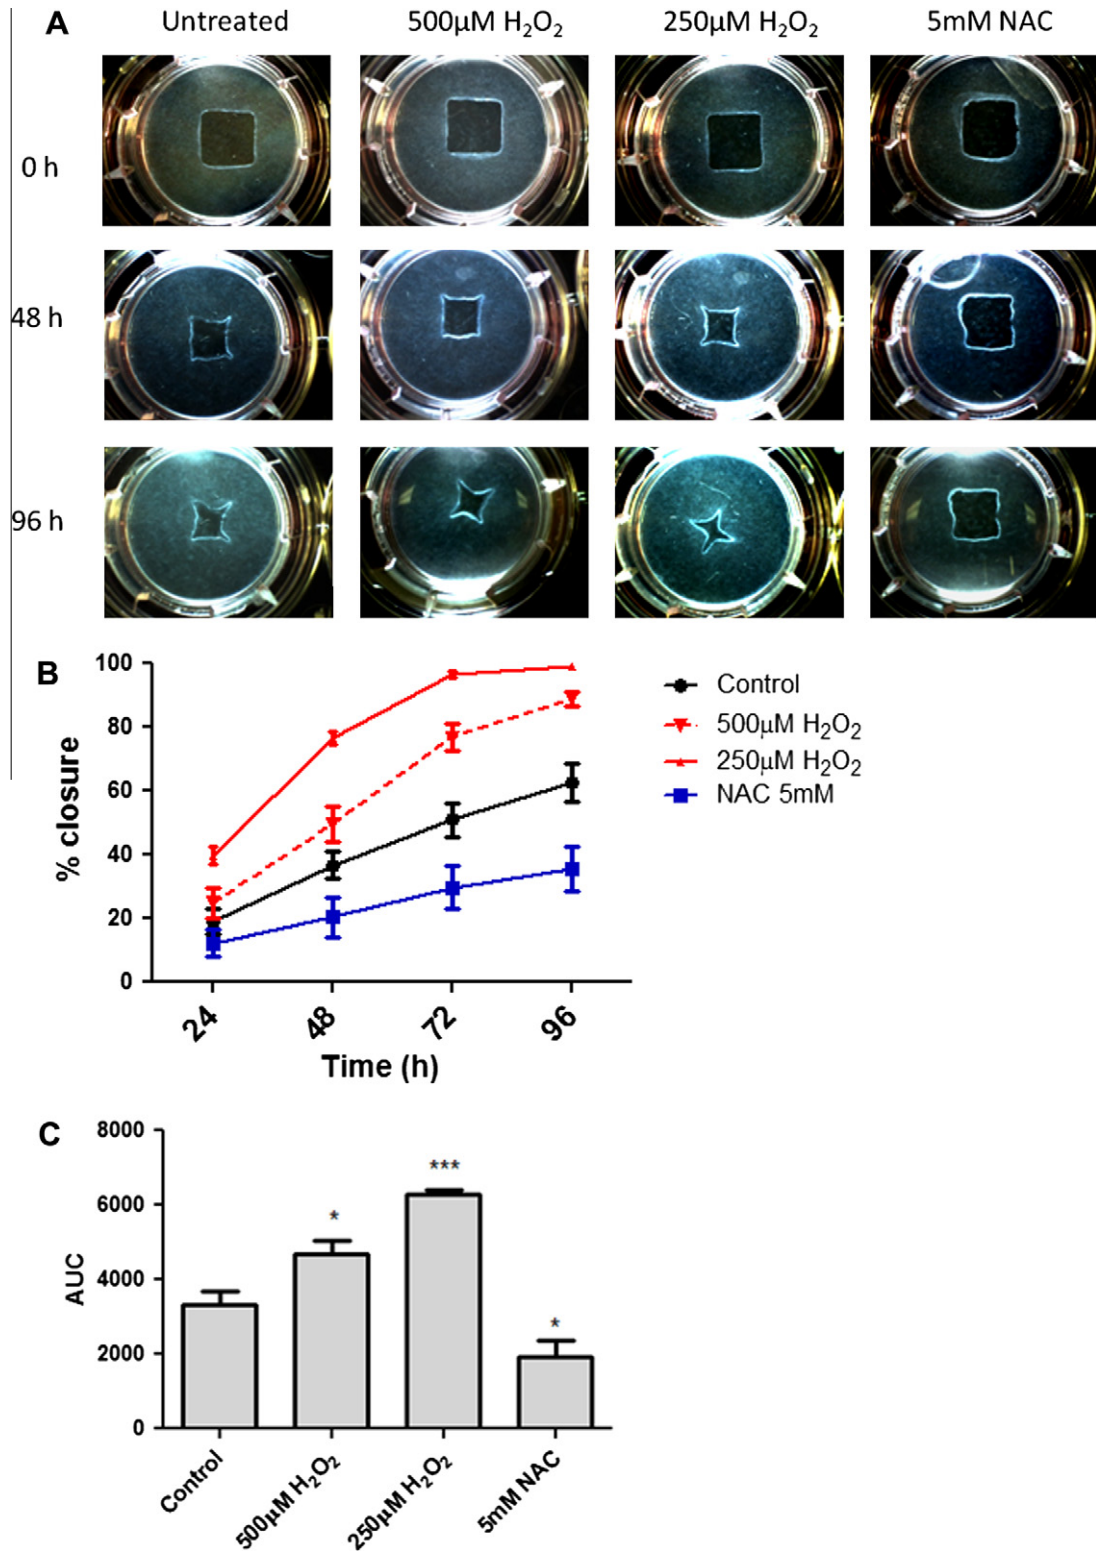 A
Untreated 500μM H₂O₂ 250μM H₂O₂ 5mM NAC
0 h
48 h
96 h
B
% closure
100
80
60
40
20
0
24 48 72 96
Time (h)
Control
500μM H₂O₂
250μM H₂O₂
NAC 5mM
C
AUC
8000
6000
4000
2000
0
* *** *
Control 500μM H₂O₂ 250μM H₂O₂ 5mM NAC